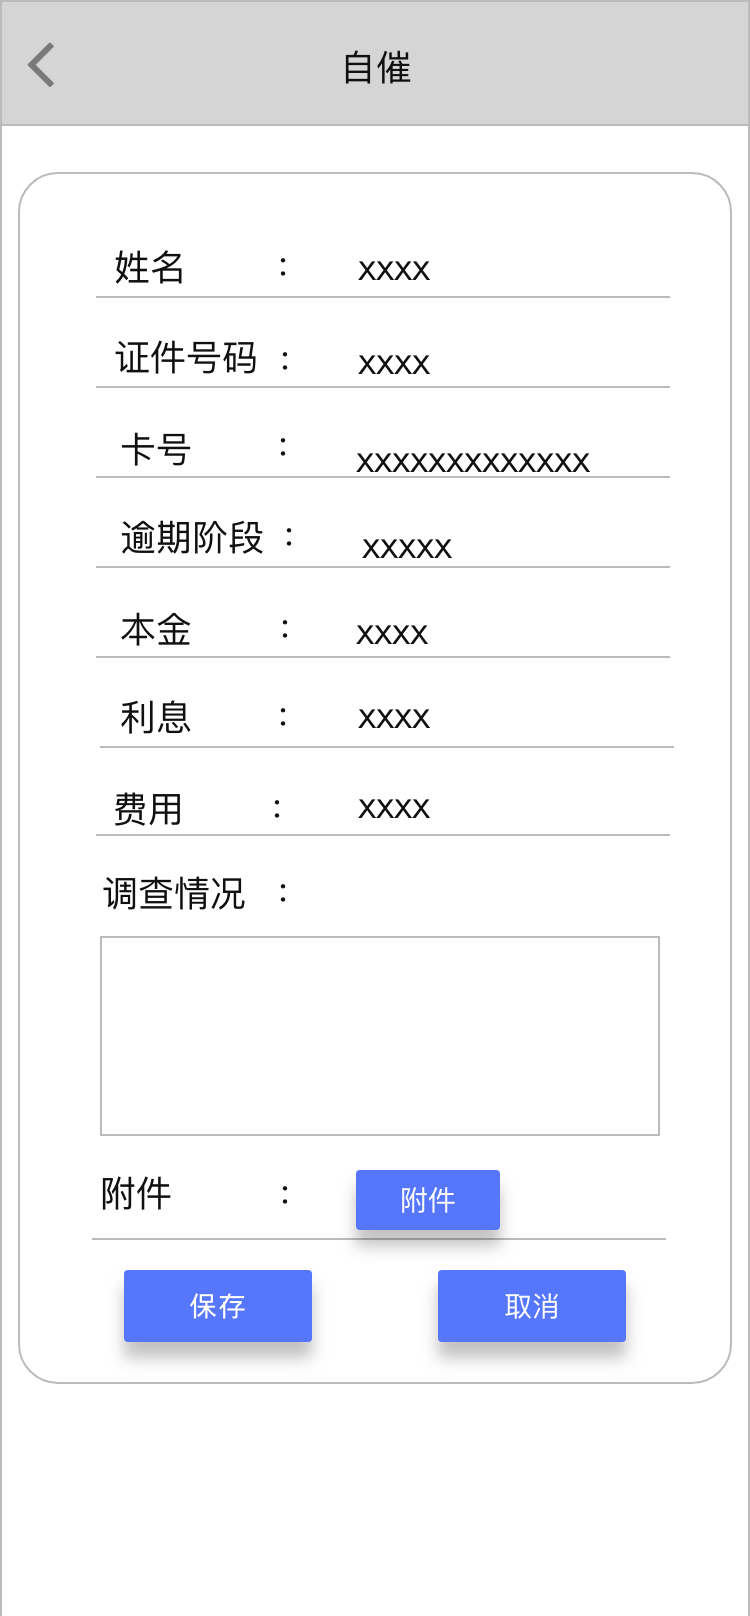 自催
姓名 : xxxx
证件号码 : xxxx
卡号 : xxxxxxxxxxxxx
逾期阶段 : xxxxx
本金 : xxxx
利息 : xxxx
费用 : xxxx
调查情况 :
附件 : 附件
保存 取消